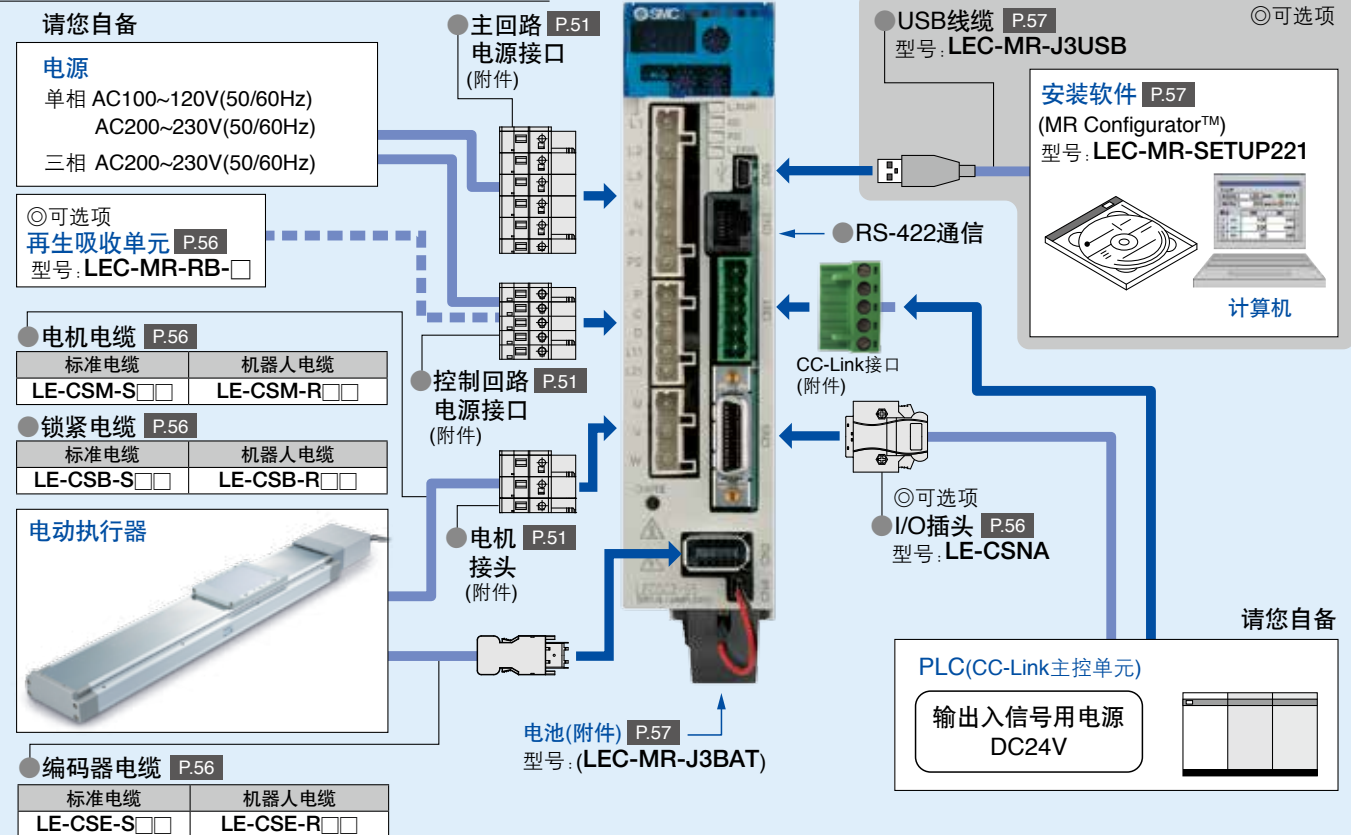 请您自备
电源
单相 AC100~120V(50/60Hz)
AC200~230V(50/60Hz)
三相 AC200~230V(50/60Hz)
◎可选项
再生吸收单元 P.56
型号:LEC-MR-RB-□
●电机电缆 P.56
标准电缆 机器人电缆
LE-CSM-S□□ LE-CSM-R□□
●锁紧电缆 P.56
标准电缆 机器人电缆
LE-CSB-S□□ LE-CSB-R□□
电动执行器
●编码器电缆 P.56
标准电缆 机器人电缆
LE-CSE-S□□ LE-CSE-R□□
●主回路 P.51
电源接口
(附件)
●控制回路 P.51
电源接口
(附件)
●电机 P.51
接头
(附件)
SMC
L1
L2
L3
N
P1
P2
P
C
D
L11
L21
U
V
W
电池(附件) P.57
型号:(LEC-MR-J3BAT)
●USB线缆 P.57
型号:LEC-MR-J3USB
◎可选项
安装软件 P.57
(MR Configurator™)
型号:LEC-MR-SETUP221
计算机
●RS-422通信
CC-Link接口
(附件)
◎可选项
●I/O插头 P.56
型号:LE-CSNA
请您自备
PLC(CC-Link主控单元)
输出入信号用电源
DC24V